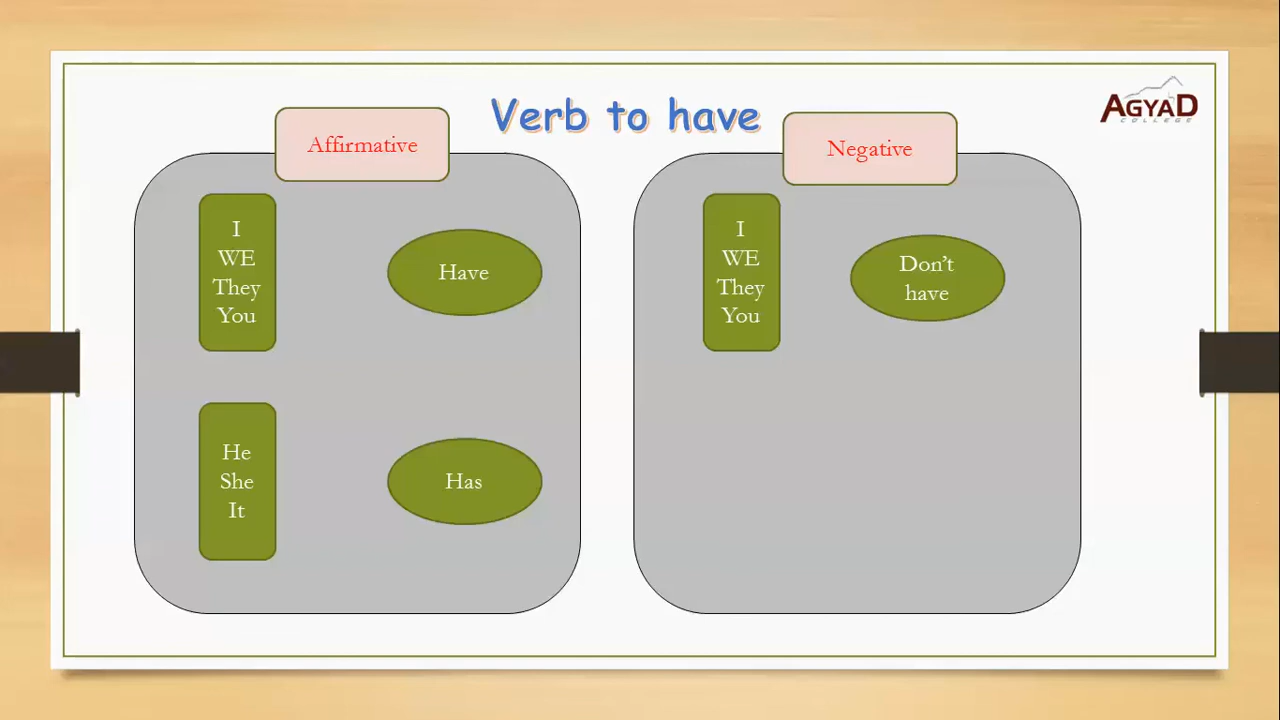 Verb to have
AGYAD
COLLEGE
Affirmative
I
WE
They
You
Have
He
She
It
Has
Negative
I
WE
They
You
Don't
have